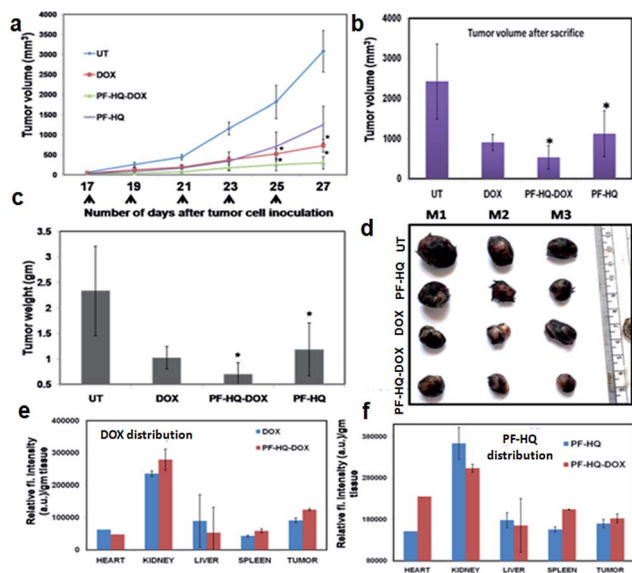 a
Tumor volume (mm³)
4000
3500
3000
2500
2000
1500
1000
500
0
UT
DOX
PF-HQ-DOX
PF-HQ
*
*
*
*
17 19 21 23 25 27
Number of days after tumor cell inoculation
b
Tumor volume after sacrifice
Tumor volume (mm³)
4000
3000
2000
1000
0
* *
UT DOX PF-HQ-DOX PF-HQ
c
Tumor weight (gm)
3.5
3
2.5
2
1.5
1
0.5
* *
UT DOX PF-HQ-DOX PF-HQ
d
M1 M2 M3
UT
PF-HQ
DOX
PF-HQ-DOX
e
DOX distribution
DOX
PF-HQ-DOX
Relative fl. Intensity
(a.u.)/gm tissue
400000
300000
200000
100000
0
HEART KIDNEY LIVER SPLEEN TUMOR
f
PF-HQ
distribution
PF-HQ
PF-HQ-DOX
Relative fl. Intensity (a.u.)/gm
tissue
380000
280000
180000
80000
HEART KIDNEY LIVER SPLEEN TUMOR